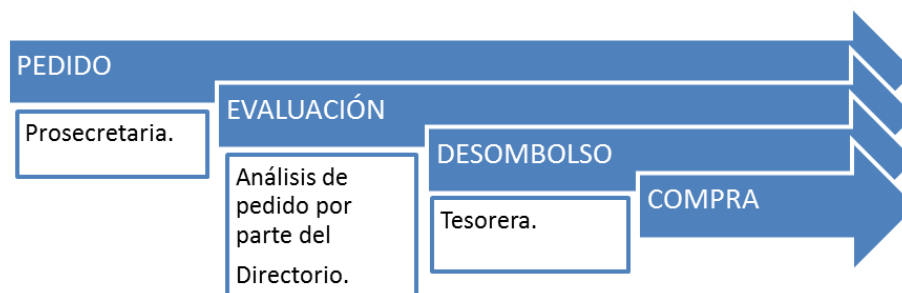 PEDIDO
Prosecretaria.
EVALUACIÓN
Análisis de
pedido por
parte del
Directorio.
DESOMBOLSO
Tesorera.
COMPRA